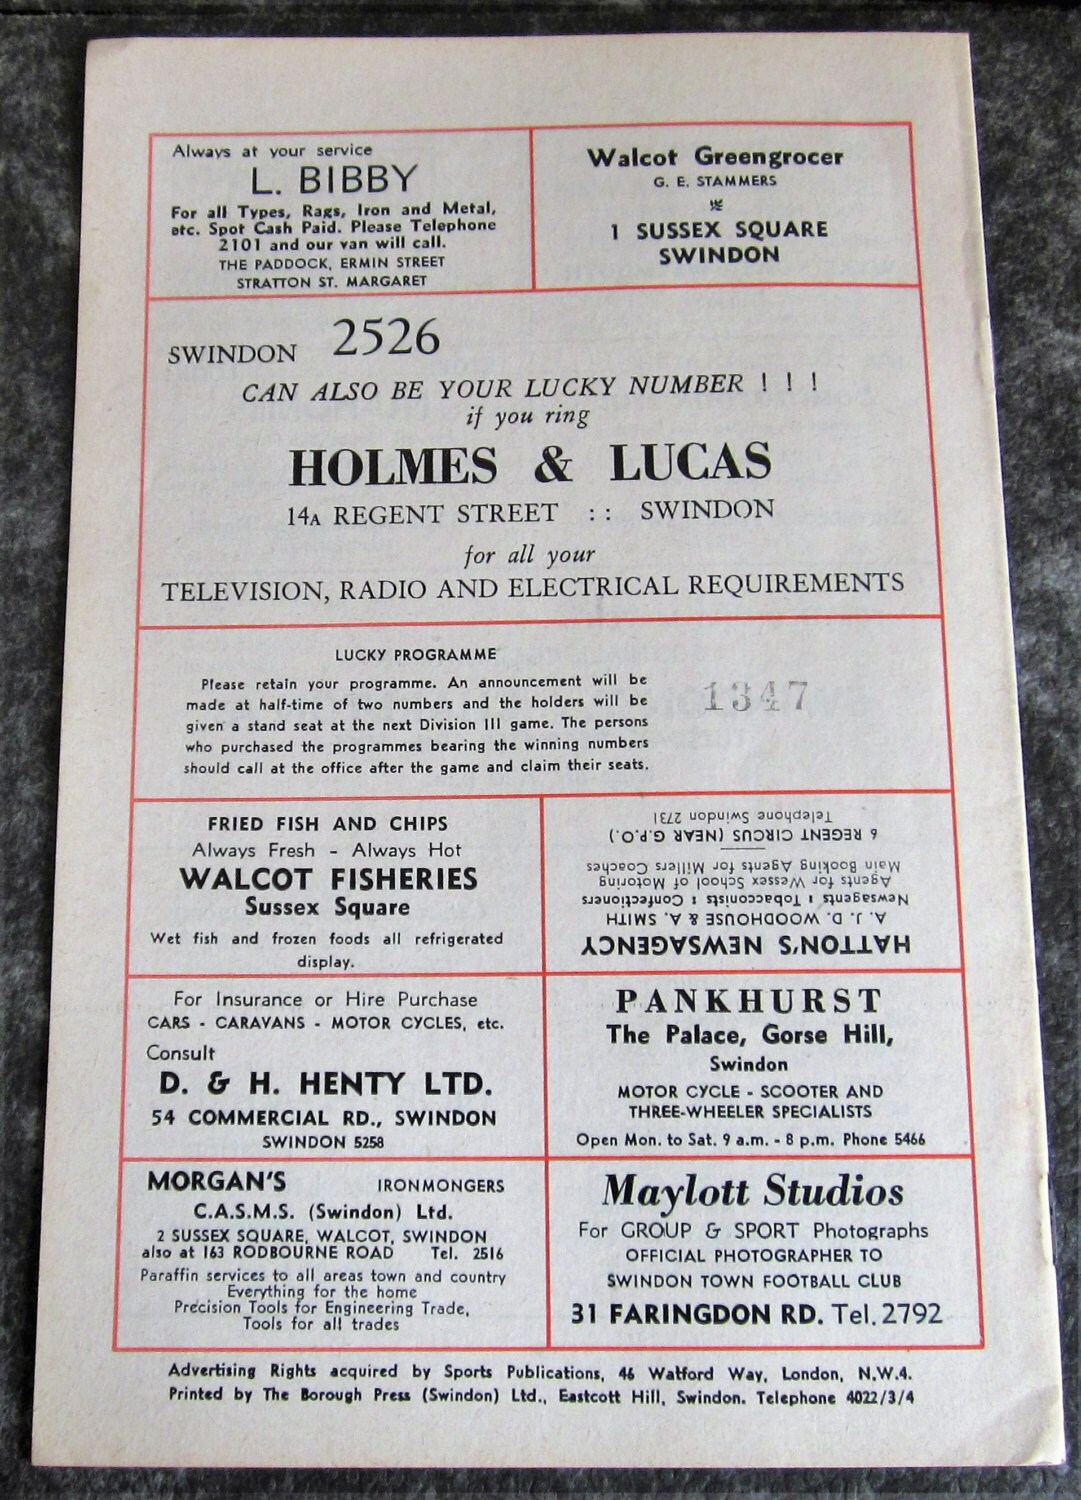 Always at your service
L. BIBBY
For all Types, Rags, Iron and Metal,
etc. Spot Cash Paid. Please Telephone
2101 and our van will call.
THE PADDOCK, ERMIN STREET
STRATTON ST. MARGARET
Walcot Greengrocer
G. E. STAMMERS
1 SUSSEX SQUARE
SWINDON
SWINDON 2526
CAN ALSO BE YOUR LUCKY NUMBER ! ! !
if you ring
HOLMES & LUCAS
14A REGENT STREET :: SWINDON
for all your
TELEVISION, RADIO AND ELECTRICAL REQUIREMENTS
LUCKY PROGRAMME
Please retain your programme. An announcement will be
made at half-time of two numbers and the holders will be
given a stand seat at the next Division III game. The persons
who purchased the programmes bearing the winning numbers
should call at the office after the game and claim their seats.
1347
FRIED FISH AND CHIPS
Always Fresh - Always Hot
WALCOT FISHERIES
Sussex Square
Wet fish and frozen foods all refrigerated
display.
HATTON'S NEWSAGENCY
A. J. D. WOODHOUSE & A. SMITH
Newsagents : Tobacconists : Confectioners
Agents for Wessex School of Motoring
Main Booking Agents for Millers Coaches
6 REGENT CIRCUS (NEAR G.P.O.)
Telephone Swindon 2731
For Insurance or Hire Purchase
CARS - CARAVANS - MOTOR CYCLES, etc.
Consult
D. & H. HENTY LTD.
54 COMMERCIAL RD., SWINDON
SWINDON 5258
PANKHURST
The Palace, Gorse Hill,
Swindon
MOTOR CYCLE - SCOOTER AND
THREE-WHEELER SPECIALISTS
Open Mon. to Sat. 9 a.m. - 8 p.m. Phone 5466
MORGAN'S IRONMONGERS
C.A.S.M.S. (Swindon) Ltd.
2 SUSSEX SQUARE, WALCOT, SWINDON
also at 163 RODBOURNE ROAD Tel. 2516
Paraffin services to all areas town and country
Everything for the home
Precision Tools for Engineering Trade,
Tools for all trades
Maylott Studios
For GROUP & SPORT Photographs
OFFICIAL PHOTOGRAPHER TO
SWINDON TOWN FOOTBALL CLUB
31 FARINGDON RD. Tel. 2792
Advertising Rights acquired by Sports Publications, 46 Watford Way, London, N.W.4.
Printed by The Borough Press (Swindon) Ltd., Eastcott Hill, Swindon. Telephone 4022/3/4